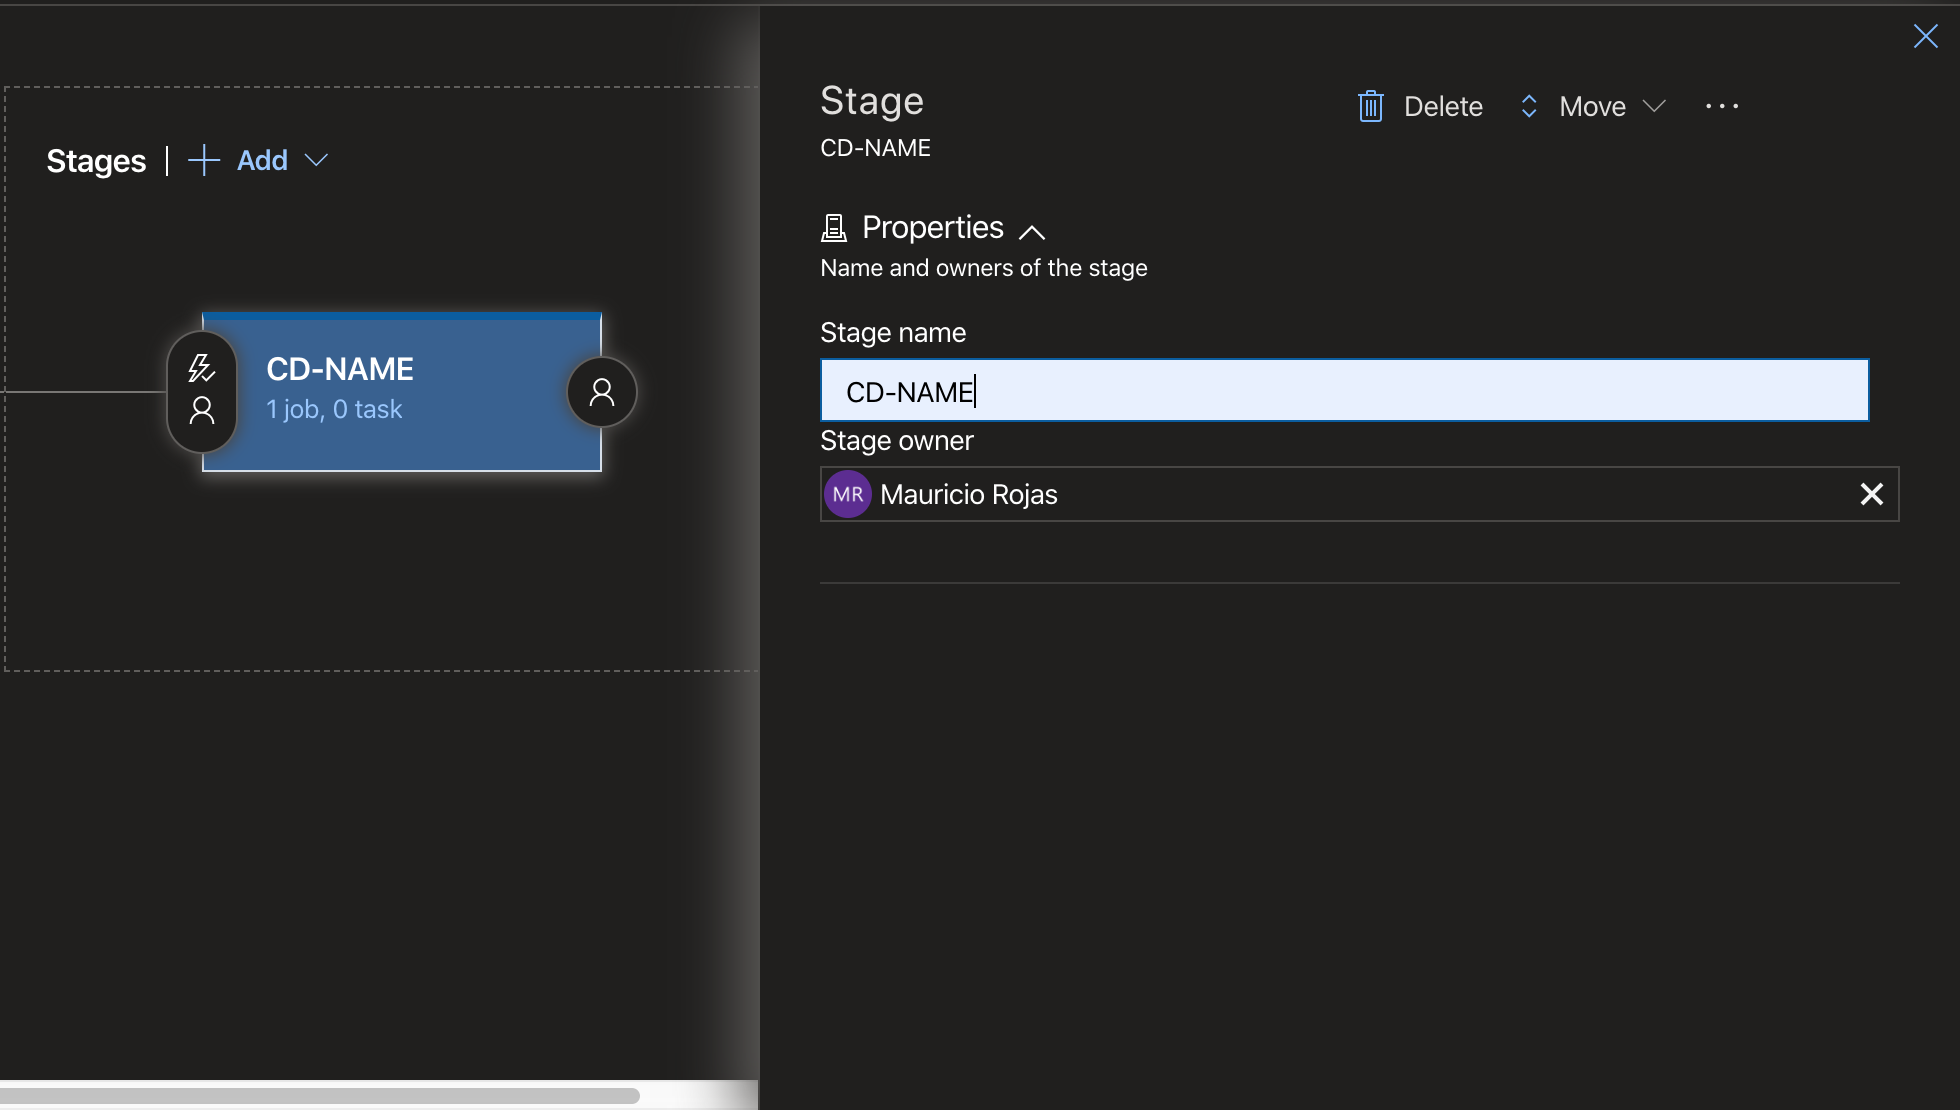 Stages
Add
CD-NAME
1 job, 0 task
Stage
CD-NAME
Delete
Move
Properties
Name and owners of the stage
Stage name
CD-NAME
Stage owner
MR Mauricio Rojas